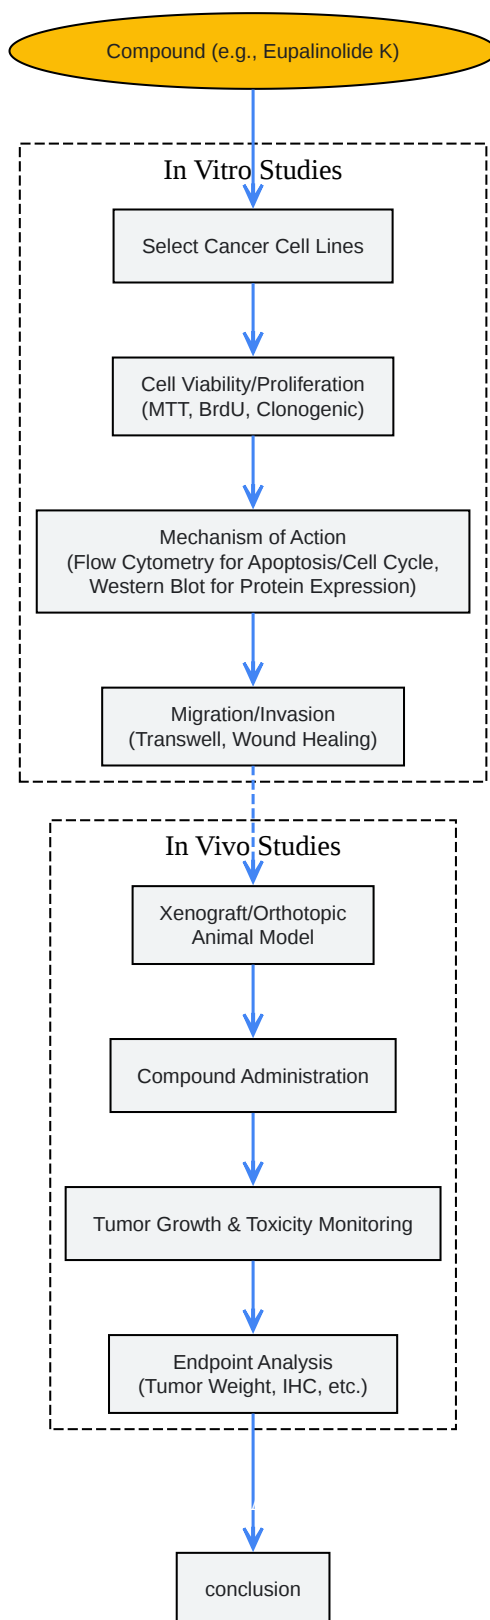 Compound (e.g., Eupalinolide K)
In Vitro Studies
Select Cancer Cell Lines
Cell Viability/Proliferation
(MTT, BrdU, Clonogenic)
Mechanism of Action
(Flow Cytometry for Apoptosis/Cell Cycle,
Western Blot for Protein Expression)
Migration/Invasion
(Transwell, Wound Healing)
In Vivo Studies
Xenograft/Orthotopic
Animal Model
Compound Administration
Tumor Growth & Toxicity Monitoring
Endpoint Analysis
(Tumor Weight, IHC, etc.)
conclusion